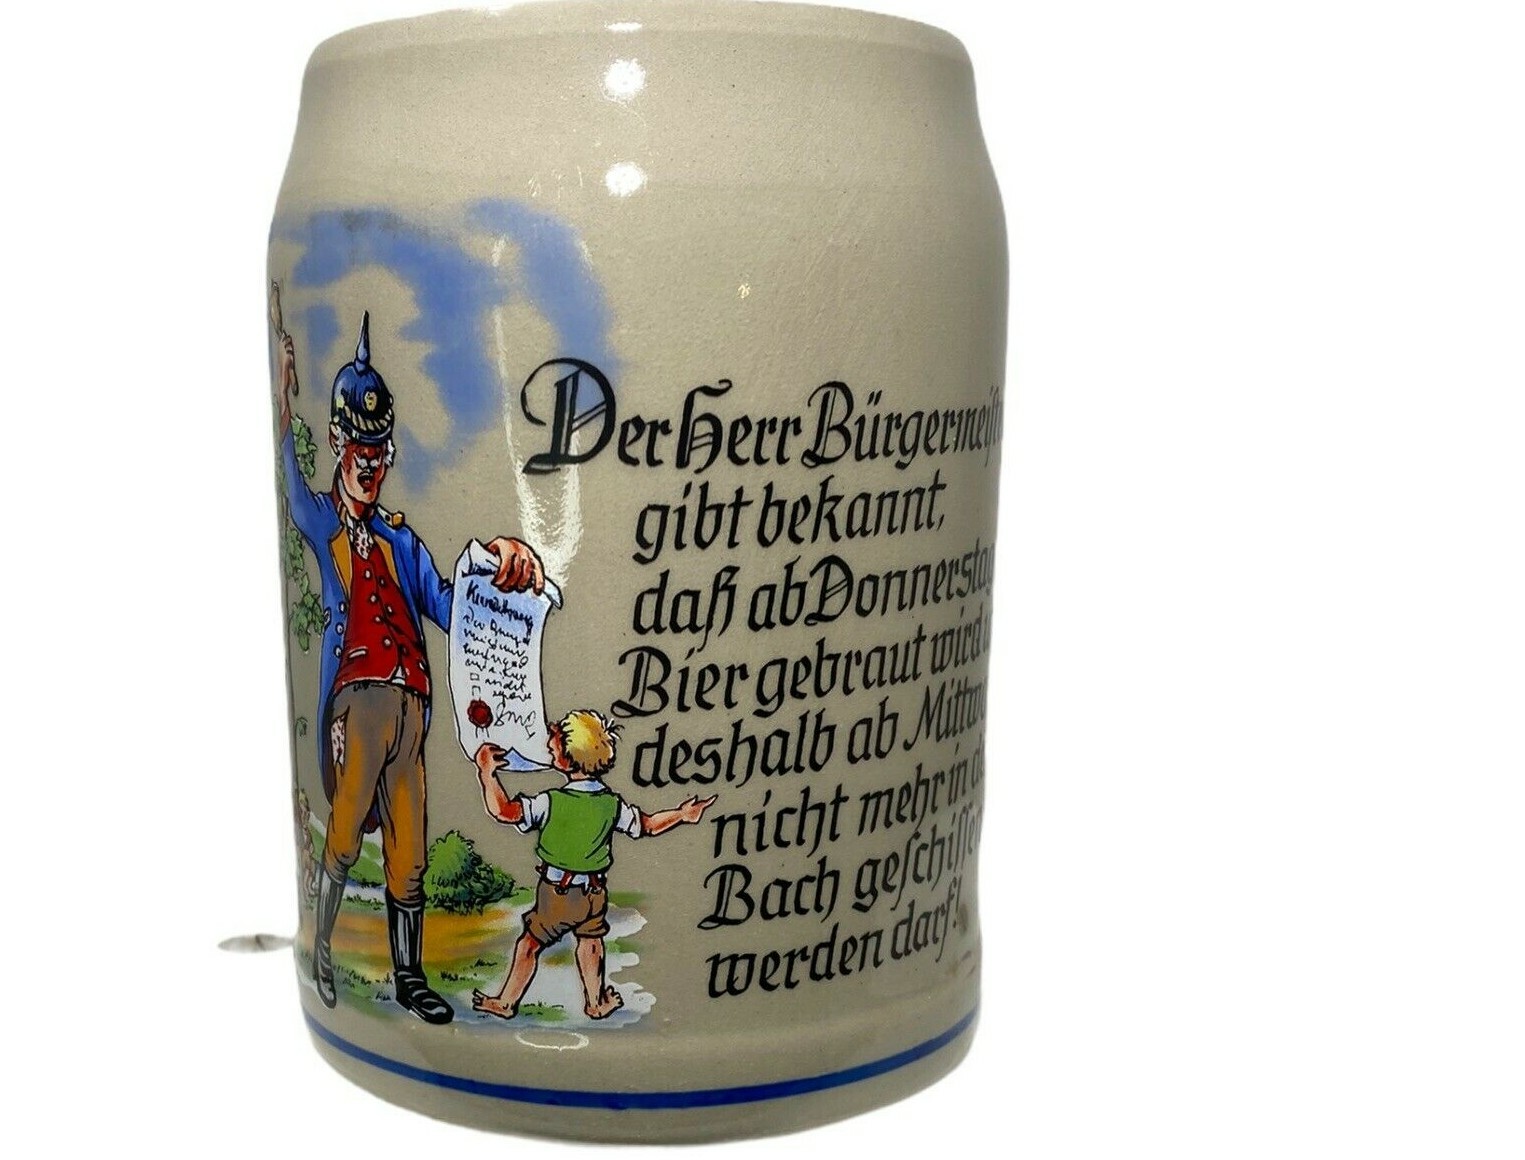 Der Herr Bürgermeiſt
gibt bekannt,
daß ab Donnerstag
Bier gebraut wird
deshalb ab Mittw
nicht mehr in d
Bach geſchiſſe
werden darf!